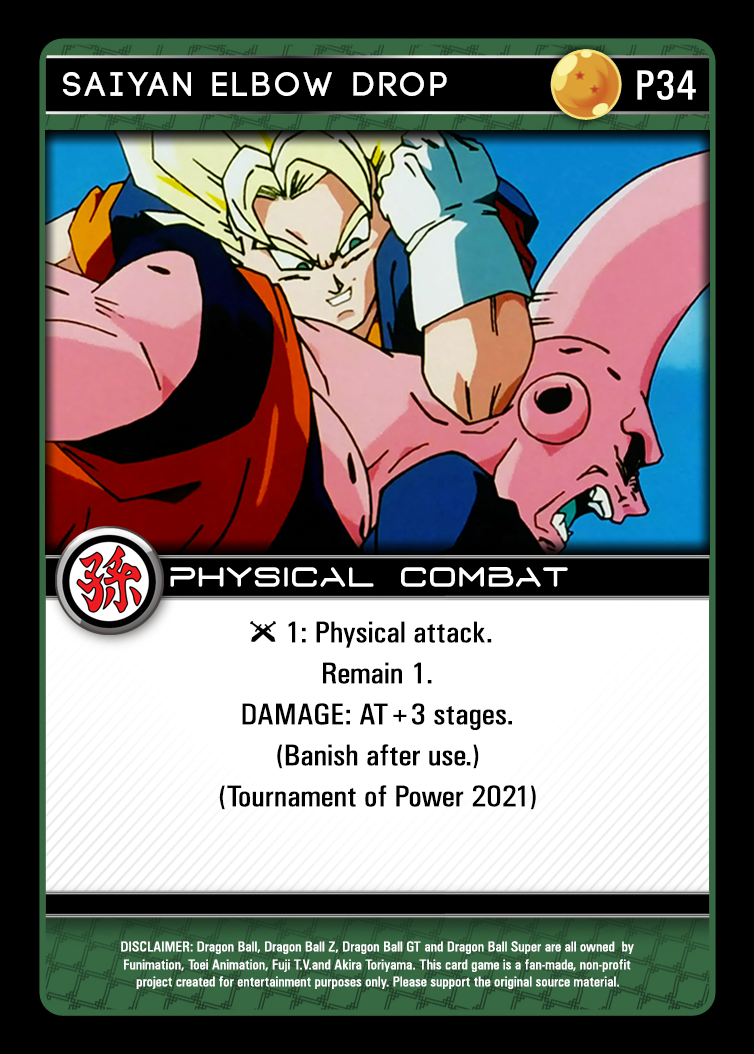 SAIYAN ELBOW DROP
P34
孫
PHYSICAL COMBAT
1: Physical attack.
Remain 1.
DAMAGE: AT + 3 stages.
(Banish after use.)
(Tournament of Power 2021)
DISCLAIMER: Dragon Ball, Dragon Ball Z, Dragon Ball GT and Dragon Ball Super are all owned by
Funimation, Toei Animation, Fuji T.V.and Akira Toriyama. This card game is a fan-made, non-profit
project created for entertainment purposes only. Please support the original source material.